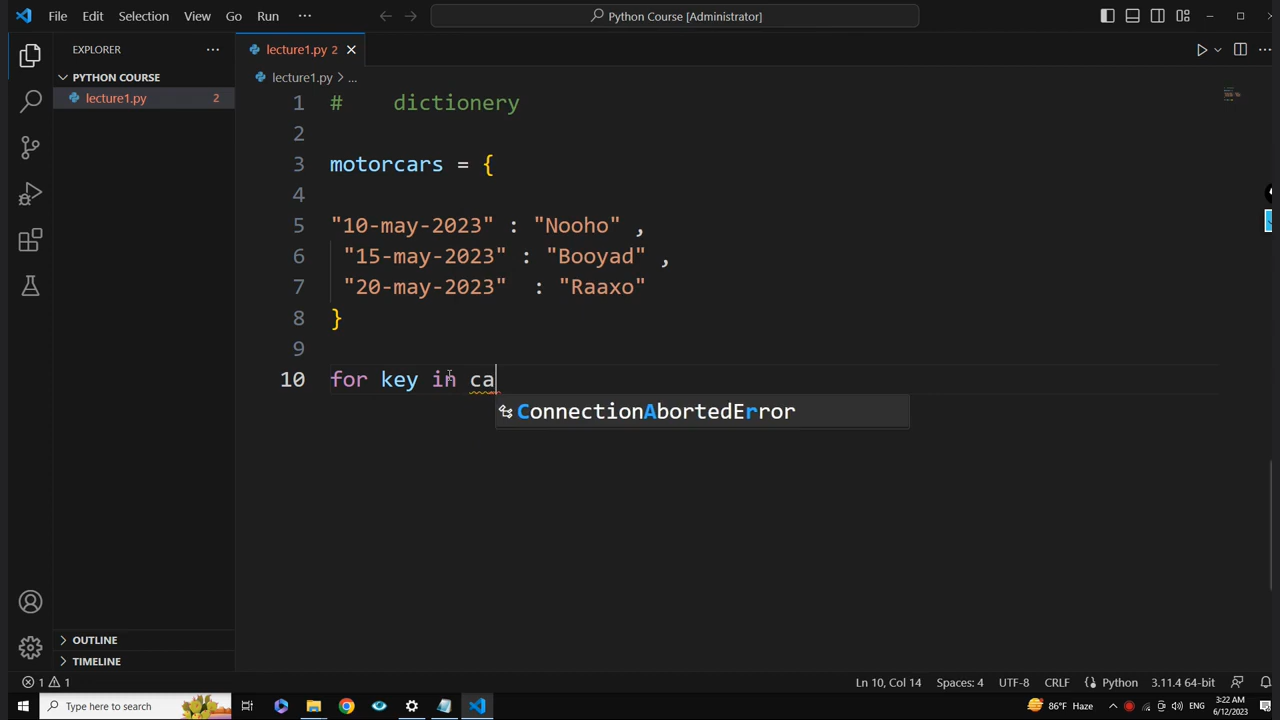 File Edit Selection View Go Run ··· Python Course [Administrator]
EXPLORER ···
lecture1.py 2
PYTHON COURSE
lecture1.py > ...
lecture1.py 2
1 # dictionery
2
3 motorcars = {
4
5 "10-may-2023" : "Nooho" ,
6 "15-may-2023" : "Booyad" ,
7 "20-may-2023" : "Raaxo"
8 }
9
10 for key in ca
ConnectionAbortedError
OUTLINE
TIMELINE
1 1 Ln 10, Col 14 Spaces: 4 UTF-8 CRLF Python 3.11.4 64-bit
Type here to search 86°F Haze ENG 3:22 AM
6/12/2023